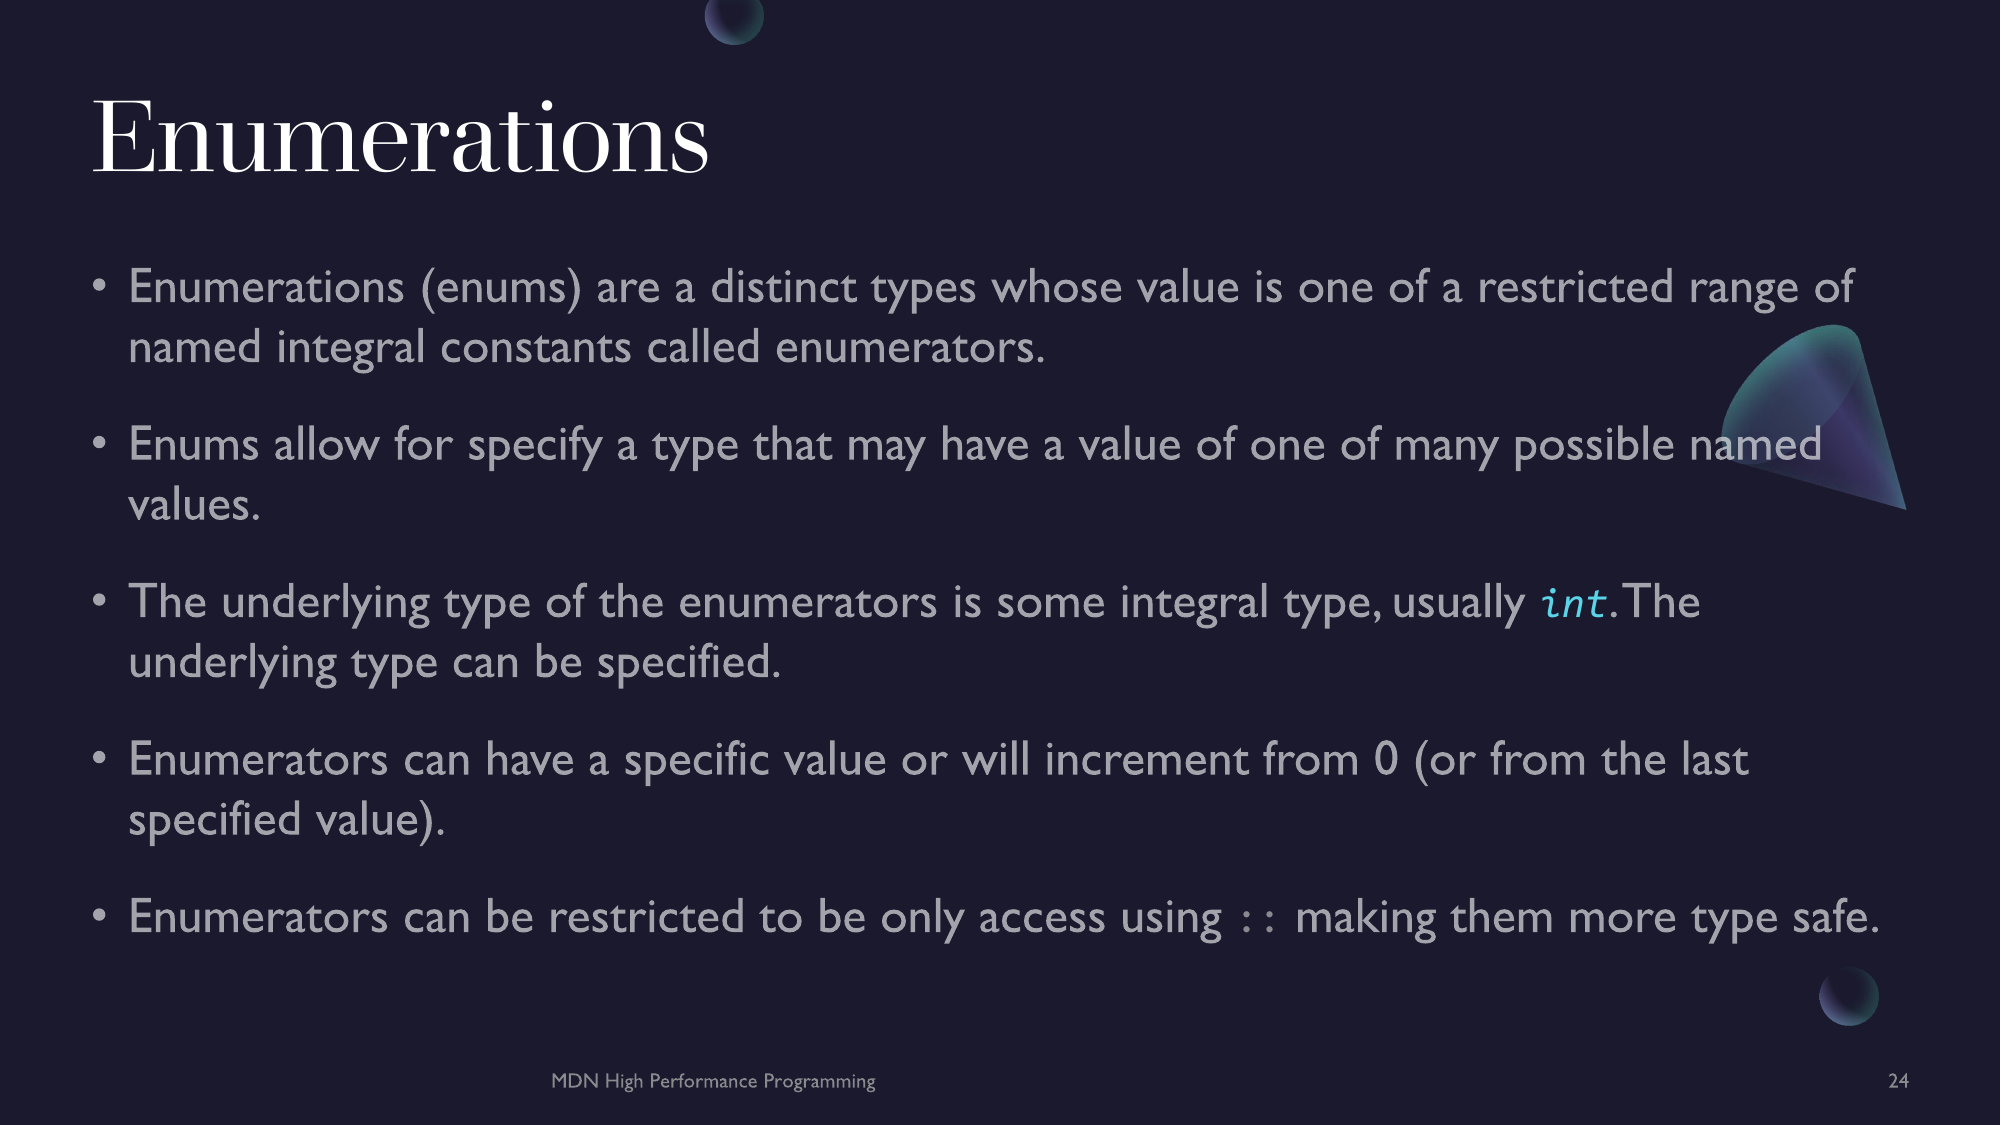 Enumerations
• Enumerations (enums) are a distinct types whose value is one of a restricted range of
named integral constants called enumerators.
• Enums allow for specify a type that may have a value of one of many possible named
values.
• The underlying type of the enumerators is some integral type, usually int. The
underlying type can be specified.
• Enumerators can have a specific value or will increment from 0 (or from the last
specified value).
• Enumerators can be restricted to be only access using :: making them more type safe.
MDN High Performance Programming
24